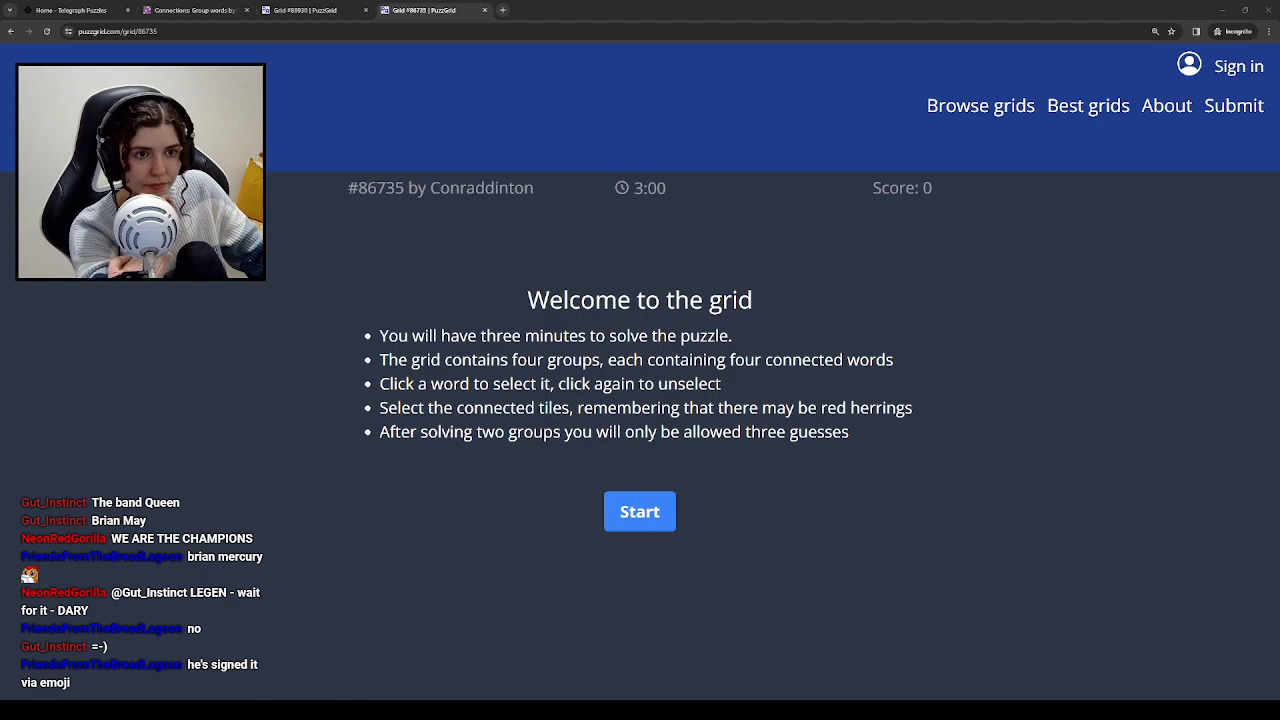 Home - Telegraph Puzzles
Connections: Group words by
Grid #86930 | PuzzGrid
Grid #86735 | PuzzGrid
puzzgrid.com/grid/86735
Incognito
Sign in
Browse grids Best grids About Submit
#86735 by Conraddinton 3:00 Score: 0
Welcome to the grid
• You will have three minutes to solve the puzzle.
• The grid contains four groups, each containing four connected words
• Click a word to select it, click again to unselect
• Select the connected tiles, remembering that there may be red herrings
• After solving two groups you will only be allowed three guesses
Start
Gut_Instinct The band Queen
Gut_Instinct Brian May
NeonRedGorilla WE ARE THE CHAMPIONS
FriendoFromTheBreadLagoon brian mercury
NeonRedGorilla @Gut_Instinct LEGEN - wait
for it - DARY
FriendoFromTheBreadLagoon no
Gut_Instinct =-)
FriendoFromTheBreadLagoon he's signed it
via emoji